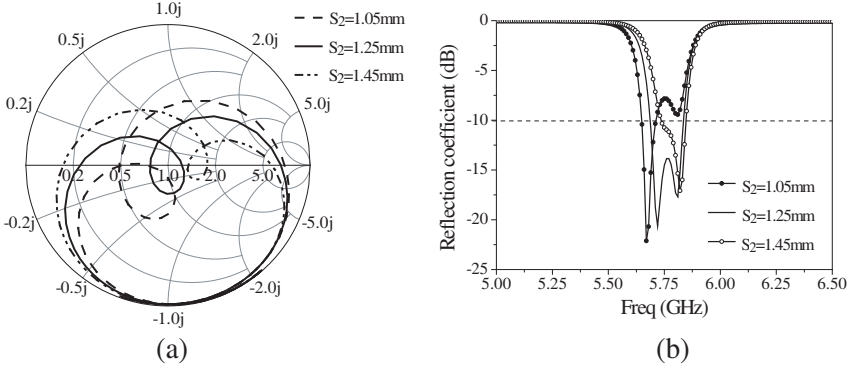 S₂=1.05mm
S₂=1.25mm
S₂=1.45mm
1.0j
0.5j
2.0j
0.2j
5.0j
0.2
0.5
1.0
2.0
5.0
-0.2j
-5.0j
-0.5j
-2.0j
-1.0j
(a)
Reflection coefficient (dB)
0
-5
-10
-15
-20
-25
S₂=1.05mm
S₂=1.25mm
S₂=1.45mm
5.00 5.25 5.50 5.75 6.00 6.25 6.50
Freq (GHz)
(b)